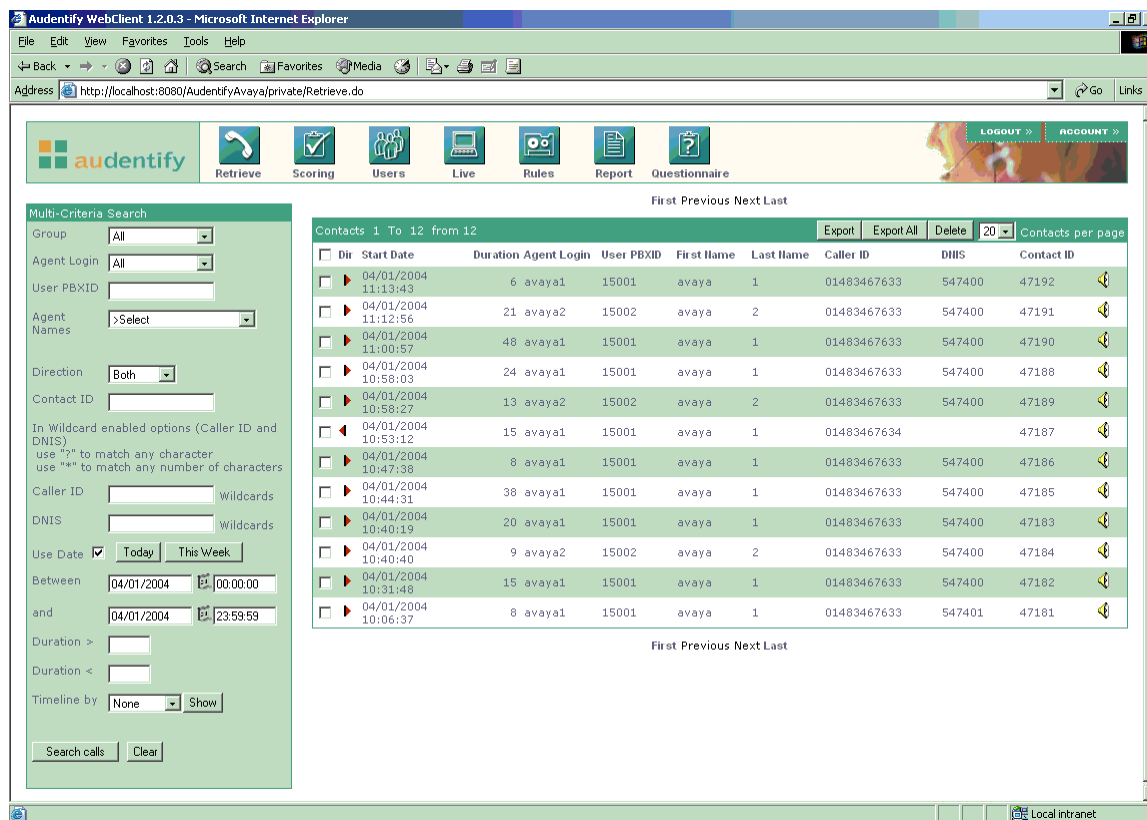 Audentify WebClient 1.2.0.3 - Microsoft Internet Explorer
File Edit View Favorites Tools Help
Back Search Favorites Media
Address http://localhost:8080/AudentifyAvaya/private/Retrieve.do Go Links
audentify
Retrieve Scoring Users Live Rules Report Questionnaire
LOGOUT » ACCOUNT »
Multi-Criteria Search
Group All
Agent Login All
User PBXID
Agent Names >Select
Direction Both
Contact ID
In Wildcard enabled options (Caller ID and
DNIS)
use "?" to match any character
use "*" to match any number of characters
Caller ID Wildcards
DNIS Wildcards
Use Date Today This Week
Between 04/01/2004 00:00:00
and 04/01/2004 23:59:59
Duration >
Duration <
Timeline by None Show
Search calls Clear
First Previous Next Last
Contacts 1 To 12 from 12 Export Export All Delete 20 Contacts per page
Dir Start Date Duration Agent Login User PBXID First Name Last Name Caller ID DNIS Contact ID
04/01/2004 11:13:43 6 avaya1 15001 avaya 1 01483467633 547400 47192
04/01/2004 11:12:56 21 avaya2 15002 avaya 2 01483467633 547400 47191
04/01/2004 11:00:57 48 avaya1 15001 avaya 1 01483467633 547400 47190
04/01/2004 10:58:03 24 avaya1 15001 avaya 1 01483467633 547400 47188
04/01/2004 10:58:27 13 avaya2 15002 avaya 2 01483467633 547400 47189
04/01/2004 10:53:12 15 avaya1 15001 avaya 1 01483467634 47187
04/01/2004 10:47:38 8 avaya1 15001 avaya 1 01483467633 547400 47186
04/01/2004 10:44:31 38 avaya1 15001 avaya 1 01483467633 547400 47185
04/01/2004 10:40:19 20 avaya1 15001 avaya 1 01483467633 547400 47183
04/01/2004 10:40:40 9 avaya2 15002 avaya 2 01483467633 547400 47184
04/01/2004 10:31:48 15 avaya1 15001 avaya 1 01483467633 547400 47182
04/01/2004 10:06:37 8 avaya1 15001 avaya 1 01483467633 547401 47181
First Previous Next Last
Local intranet